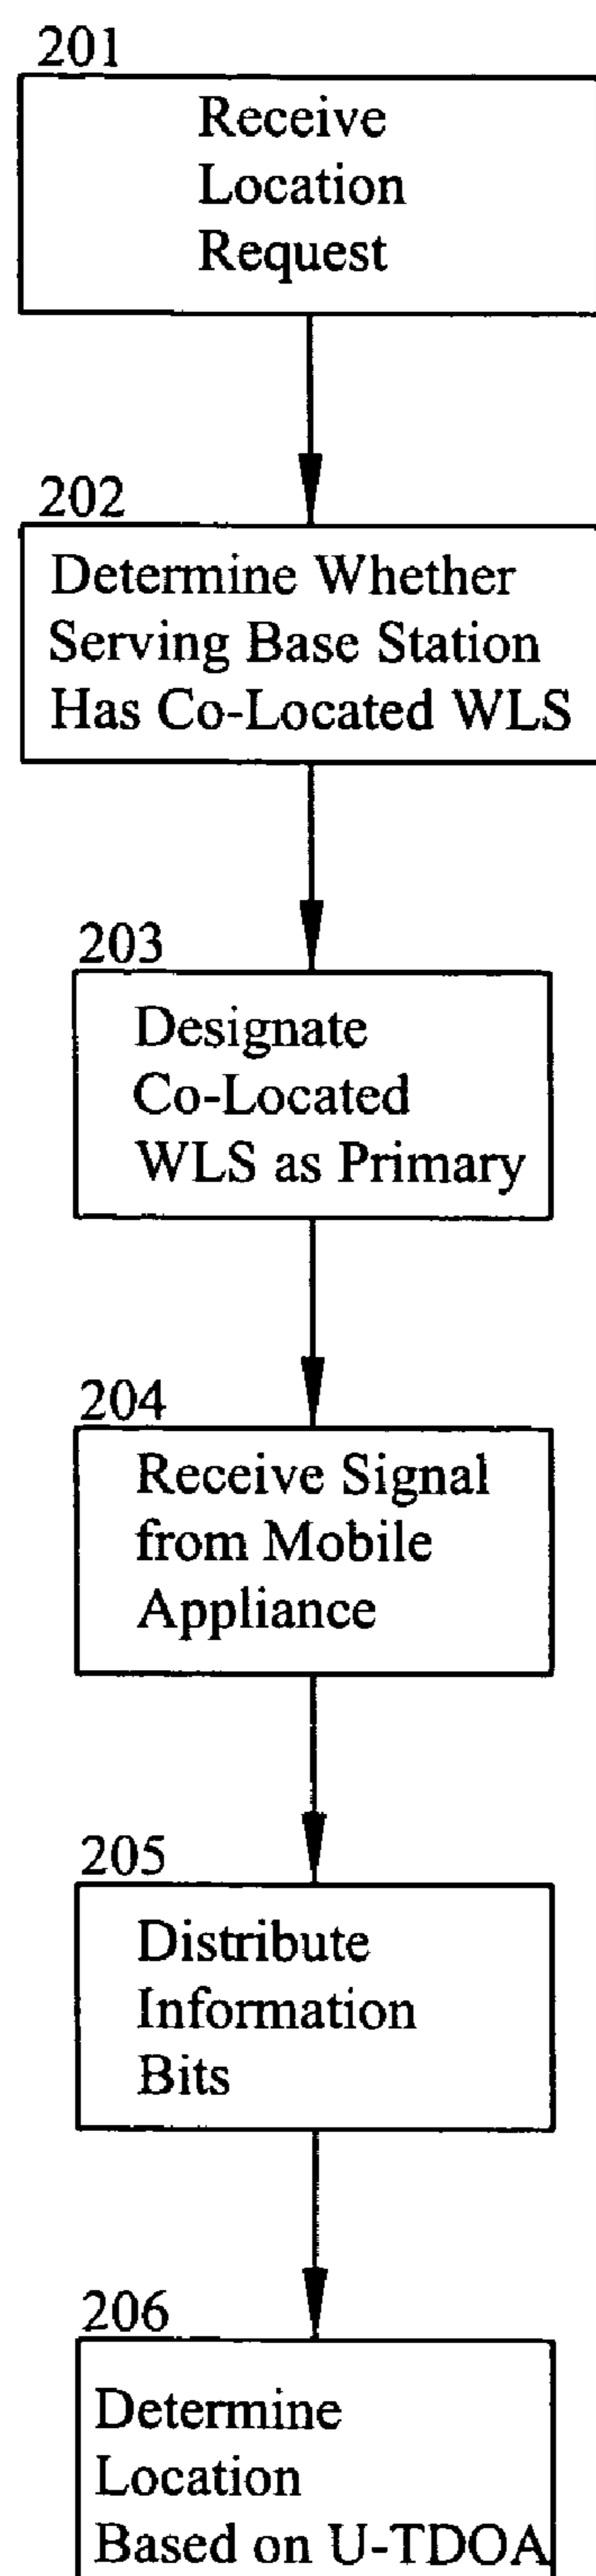 201
Receive
Location
Request
202
Determine Whether
Serving Base Station
Has Co-Located WLS
203
Designate
Co-Located
WLS as Primary
204
Receive Signal
from Mobile
Appliance
205
Distribute
Information
Bits
206
Determine
Location
Based on U-TDOA